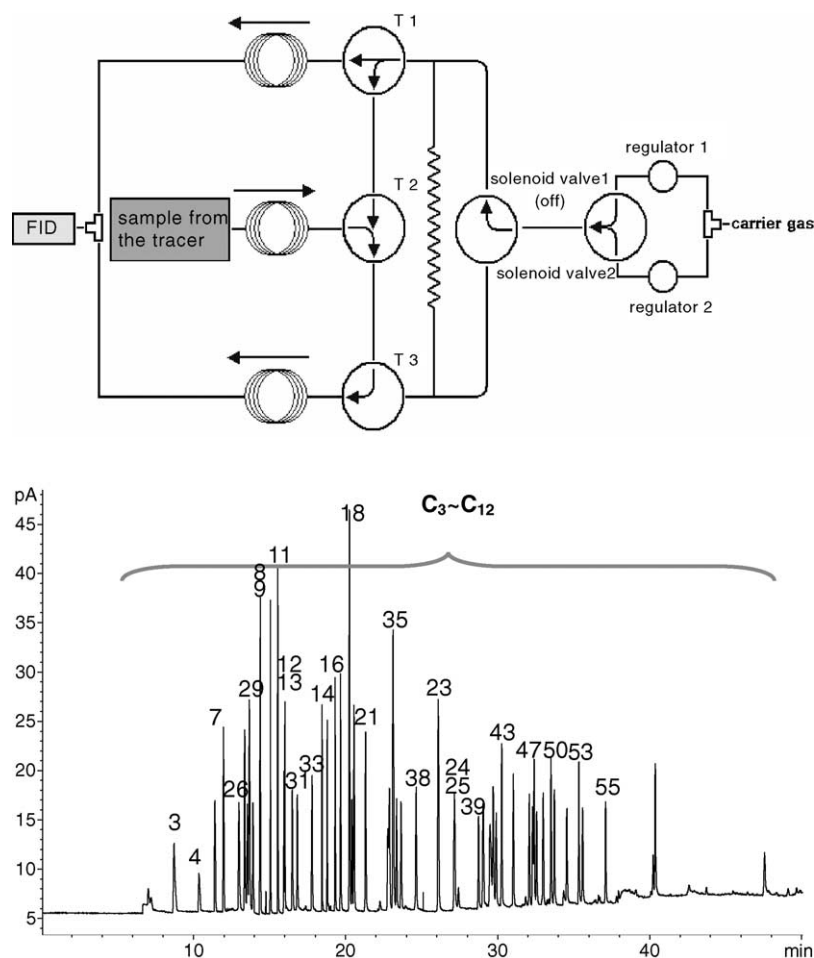 T 1
regulator 1
solenoid valve1
(off)
T 2
FID
sample from
the tracer
carrier gas
solenoid valve2
regulator 2
T 3
pA
C₃~C₁₂
45
40
35
30
25
20
15
10
5
3
4
7
26
29
8
9
11
12
13
31
33
14
16
18
21
35
38
23
24
25
39
43
47
50
53
55
10
20
30
40
min